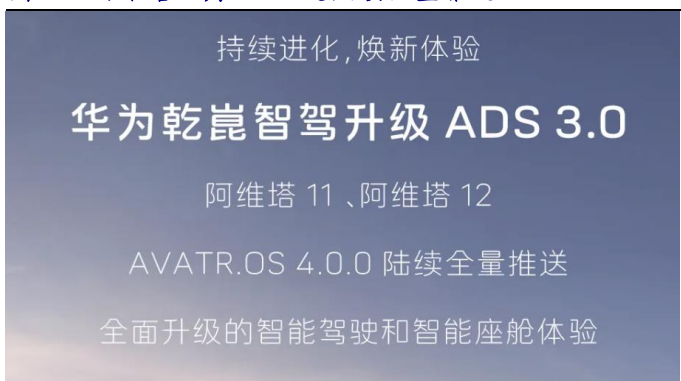 持续进化,焕新体验
华为乾崑智驾升级 ADS 3.0
阿维塔 11、阿维塔 12
AVATR.OS 4.0.0 陆续全量推送
全面升级的智能驾驶和智能座舱体验